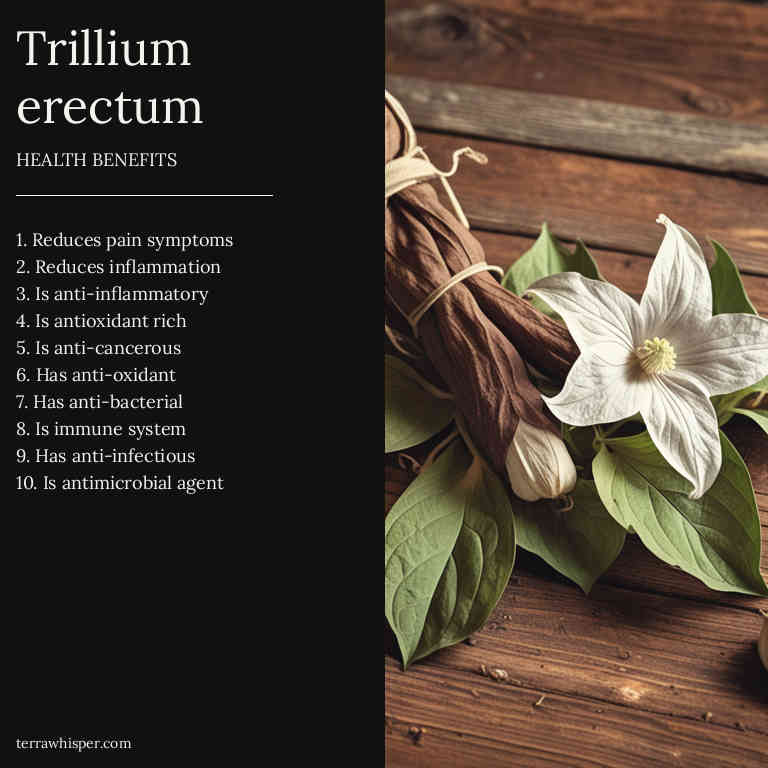 Trillium
erectum
HEALTH BENEFITS
1. Reduces pain symptoms
2. Reduces inflammation
3. Is anti-inflammatory
4. Is antioxidant rich
5. Is anti-cancerous
6. Has anti-oxidant
7. Has anti-bacterial
8. Is immune system
9. Has anti-infectious
10. Is antimicrobial agent
terrawhisper.com